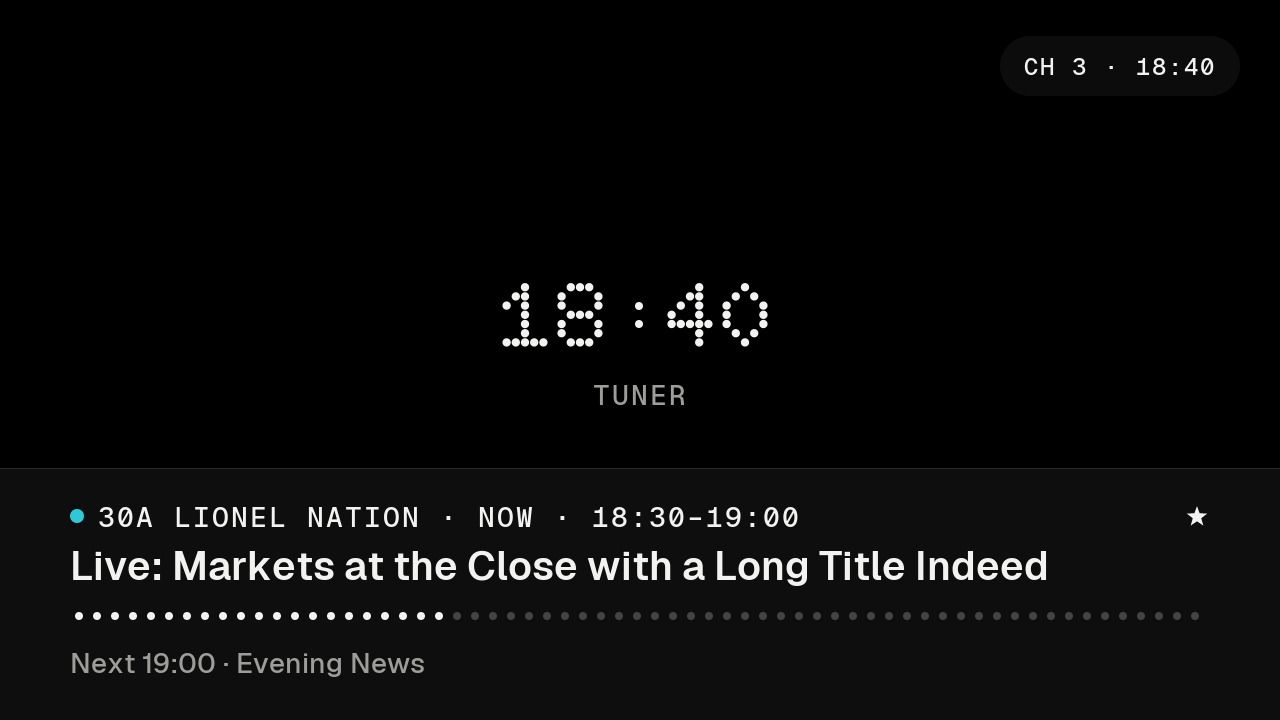 CH 3 · 18:40
18:40
TUNER
30A LIONEL NATION · NOW · 18:30–19:00 ★
Live: Markets at the Close with a Long Title Indeed
Next 19:00 · Evening News